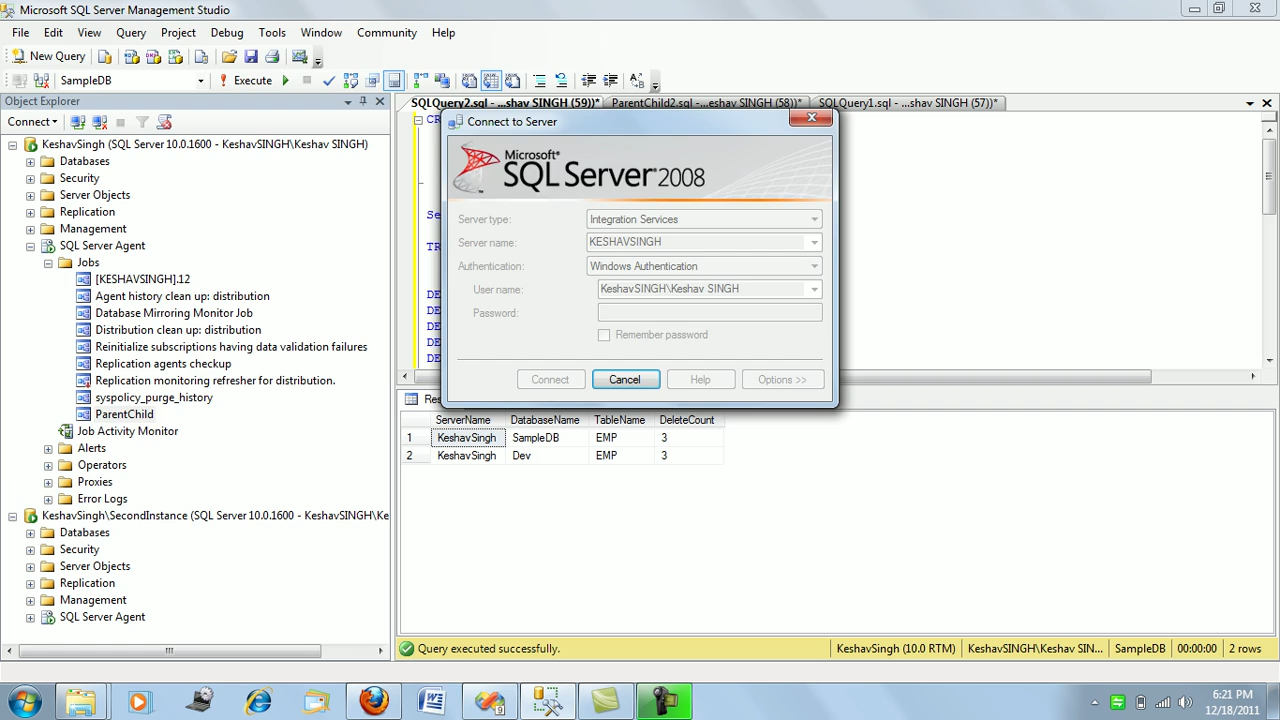 Microsoft SQL Server Management Studio
File Edit View Query Project Debug Tools Window Community Help
New Query
SampleDB
Execute
Object Explorer
Connect
KeshavSingh (SQL Server 10.0.1600 - KeshavSINGH\Keshav SINGH)
Databases
Security
Server Objects
Replication
Management
SQL Server Agent
Jobs
[KESHAVSINGH].12
Agent history clean up: distribution
Database Mirroring Monitor Job
Distribution clean up: distribution
Reinitialize subscriptions having data validation failures
Replication agents checkup
Replication monitoring refresher for distribution.
syspolicy_purge_history
ParentChild
Job Activity Monitor
Alerts
Operators
Proxies
Error Logs
KeshavSingh\SecondInstance (SQL Server 10.0.1600 - KeshavSINGH\Ke
Databases
Security
Server Objects
Replication
Management
SQL Server Agent
SQLQuery2.sql - ...shav SINGH (59))* ParentChild2.sql -...eshav SINGH (58))* SQLQuery1.sql - ...shav SINGH (57))*
CR
Se
TR
DE
DE
DE
DE
DE
Connect to Server
Microsoft
SQL Server 2008
Server type: Integration Services
Server name: KESHAVSINGH
Authentication: Windows Authentication
User name: KeshavSINGH\Keshav SINGH
Password:
Remember password
Connect Cancel Help Options >>
Res
ServerName DatabaseName TableName DeleteCount
1 KeshavSingh SampleDB EMP 3
2 KeshavSingh Dev EMP 3
Query executed successfully. KeshavSingh (10.0 RTM) KeshavSINGH\Keshav SIN... SampleDB 00:00:00 2 rows
6:21 PM
12/18/2011